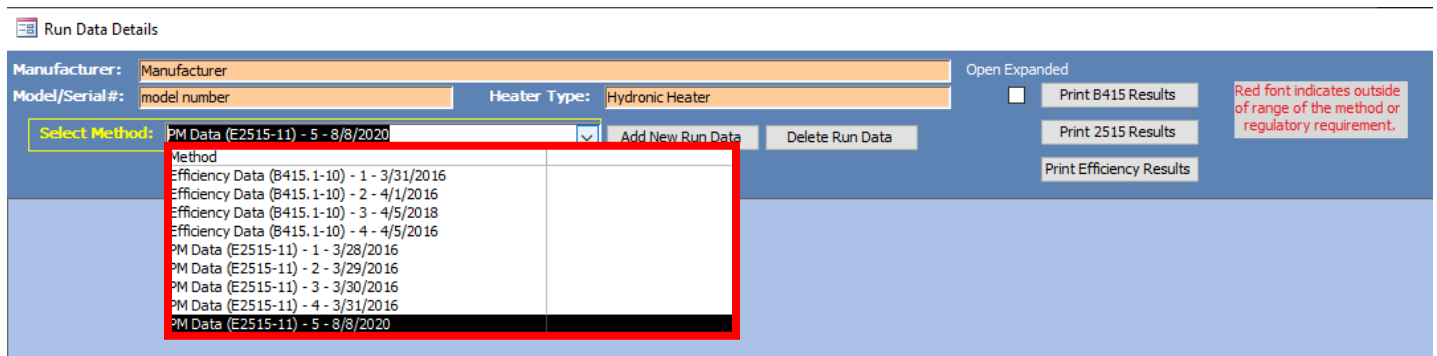 Run Data Details
Manufacturer: Manufacturer
Open Expanded
Model/Serial#: model number Heater Type: Hydronic Heater
Print B415 Results
Red font indicates outside
of range of the method or
regulatory requirement.
Select Method: PM Data (E2515-11) - 5 - 8/8/2020 Add New Run Data Delete Run Data
Print 2515 Results
Print Efficiency Results
Method
Efficiency Data (B415.1-10) - 1 - 3/31/2016
Efficiency Data (B415.1-10) - 2 - 4/1/2016
Efficiency Data (B415.1-10) - 3 - 4/5/2018
Efficiency Data (B415.1-10) - 4 - 4/5/2016
PM Data (E2515-11) - 1 - 3/28/2016
PM Data (E2515-11) - 2 - 3/29/2016
PM Data (E2515-11) - 3 - 3/30/2016
PM Data (E2515-11) - 4 - 3/31/2016
PM Data (E2515-11) - 5 - 8/8/2020